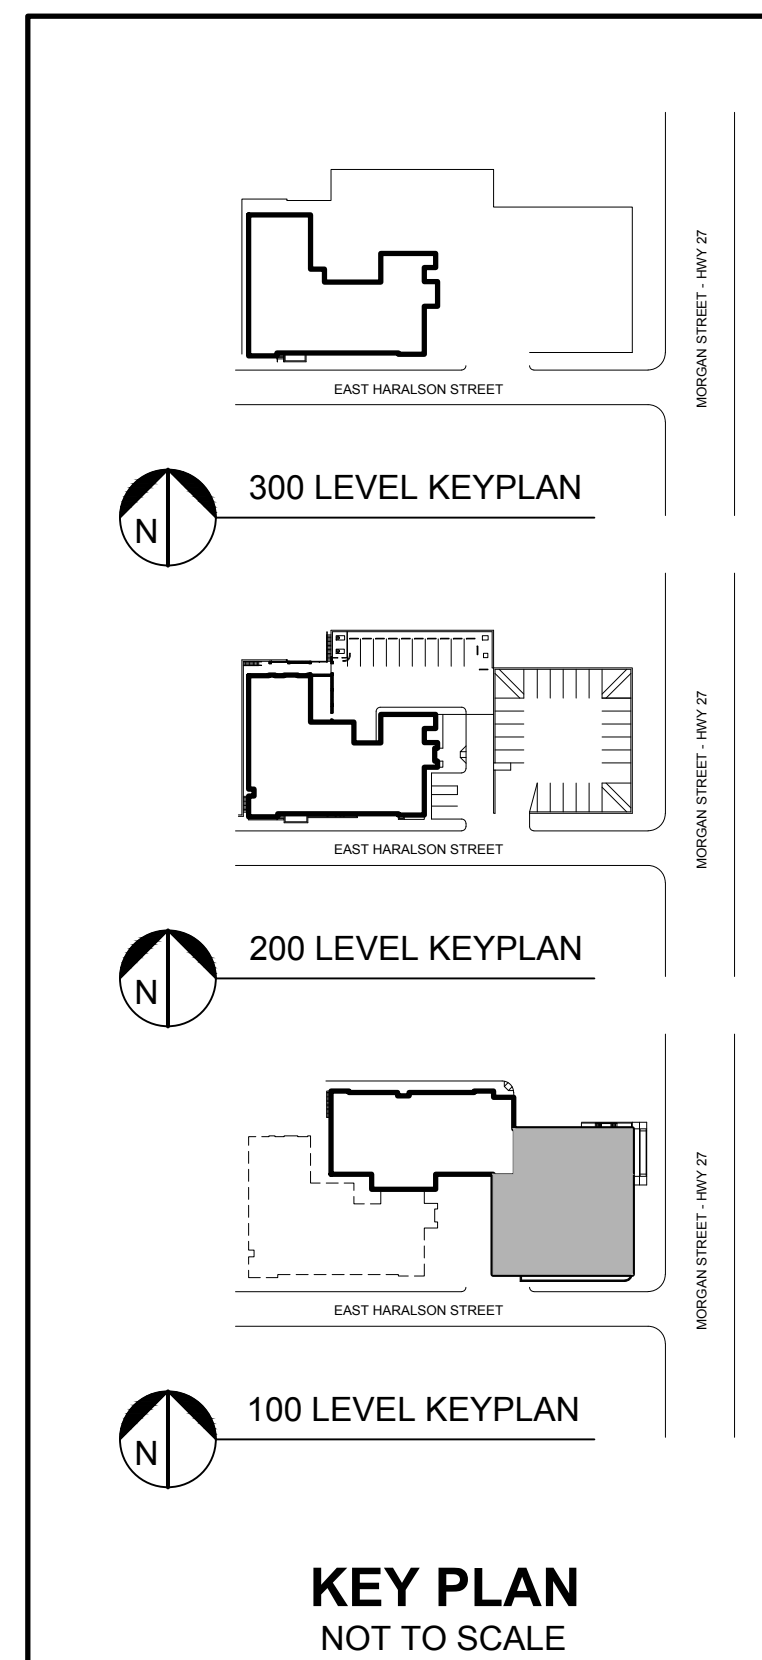 MORGAN STREET - HWY 27
EAST HARALSON STREET
300 LEVEL KEYPLAN
N
MORGAN STREET - HWY 27
EAST HARALSON STREET
200 LEVEL KEYPLAN
N
MORGAN STREET - HWY 27
EAST HARALSON STREET
100 LEVEL KEYPLAN
N
KEY PLAN
NOT TO SCALE